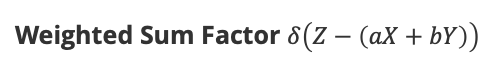 Weighted Sum Factor δ(Z − (aX + bY))